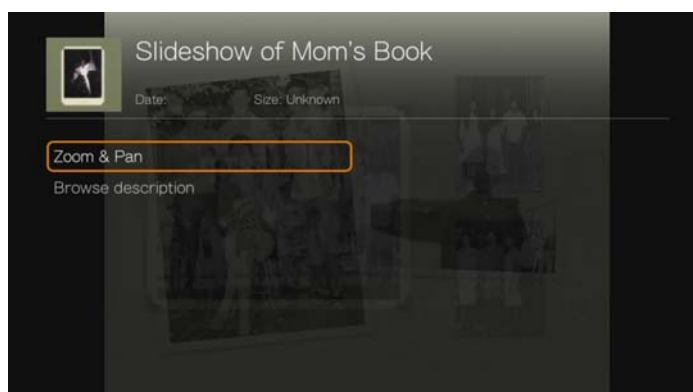 Slideshow of Mom's Book
Date: Size: Unknown
Zoom & Pan
Browse description